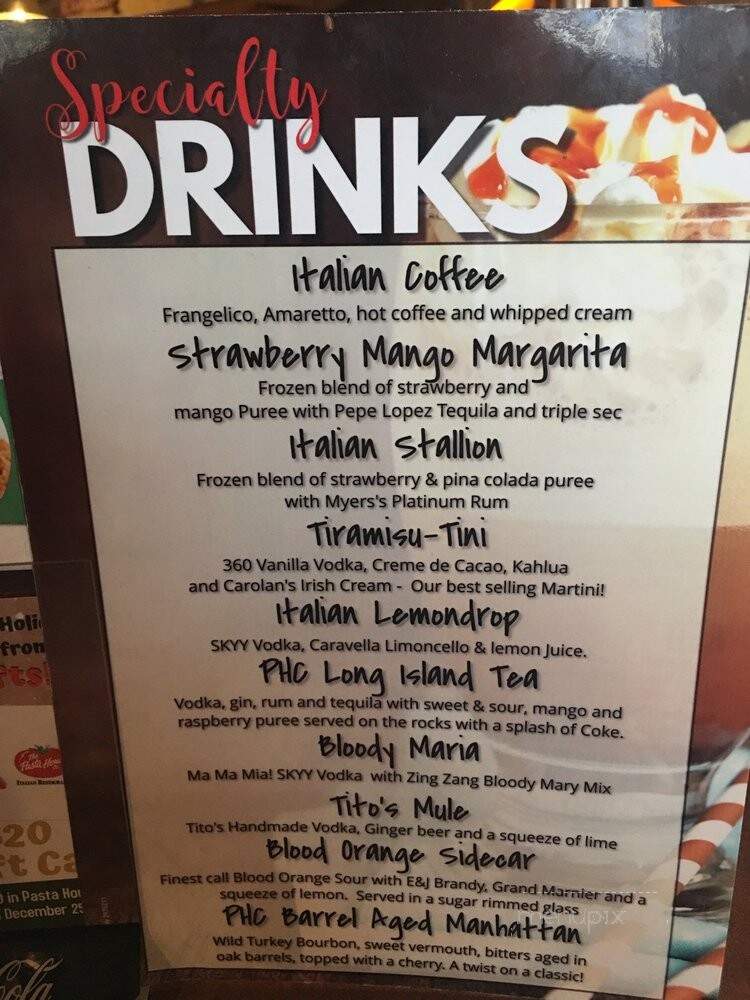 Specialty
DRINKS
Italian Coffee
Frangelico, Amaretto, hot coffee and whipped cream
Strawberry Mango Margarita
Frozen blend of strawberry and
mango Puree with Pepe Lopez Tequila and triple sec
Italian Stallion
Frozen blend of strawberry & pina colada puree
with Myers's Platinum Rum
Tiramisu-Tini
360 Vanilla Vodka, Creme de Cacao, Kahlua
and Carolan's Irish Cream - Our best selling Martini!
Italian Lemondrop
SKYY Vodka, Caravella Limoncello & lemon Juice.
PHC Long Island Tea
Vodka, gin, rum and tequila with sweet & sour, mango and
raspberry puree served on the rocks with a splash of Coke.
Bloody Maria
Ma Ma Mia! SKYY Vodka with Zing Zang Bloody Mary Mix
Tito's Mule
Tito's Handmade Vodka, Ginger beer and a squeeze of lime
Blood Orange Sidecar
Finest call Blood Orange Sour with E&J Brandy, Grand Marnier and a
squeeze of lemon. Served in a sugar rimmed glass
PHC Barrel Aged Manhattan
Wild Turkey Bourbon, sweet vermouth, bitters aged in
oak barrels, topped with a cherry. A twist on a classic!
Holi
from
fts!
The
Pasta House
$20
ft Ca
in Pasta Hou
December 25
Cola
menupix